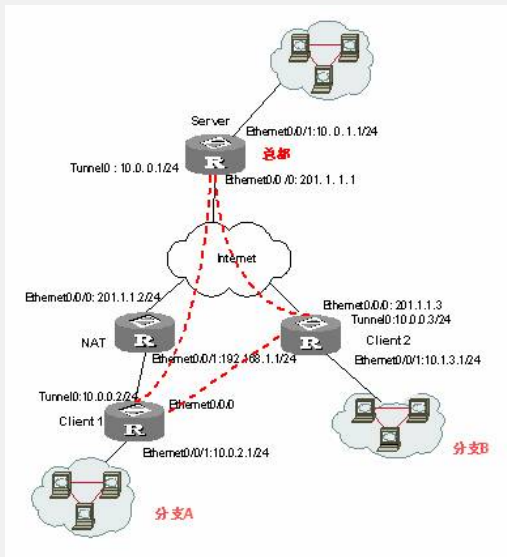 Server
Ethernet0/0/1:10.0.1.1/24
总部
Tunnel0 : 10.0.0.1/24
Ethernet0/0 /0: 201.1.1.1
R
Internet
Ethernet0/0/0: 201.1.1.2/24
Ethernet0/0/0: 201.1.1.3
Tunnel0:10.0.0.3/24
R
NAT
R
Client 2
Ethernet0/0/1:192.168.1.1/24
Ethernet0/0/1:10.1.3.1/24
Tunnel0:10.0.0.2/24
Ethernet0/0/0
Client 1
R
Ethernet0/0/1:10.0.2.1/24
分支B
分支A